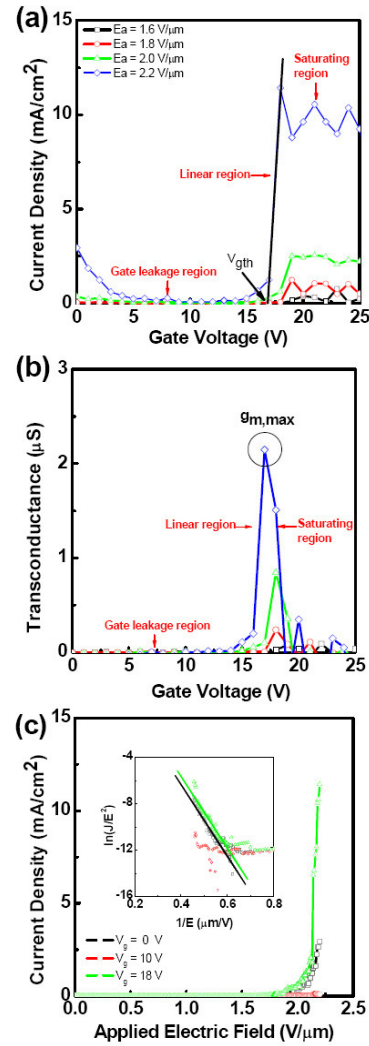 (a)
Ea = 1.6 V/μm
Ea = 1.8 V/μm
Ea = 2.0 V/μm
Ea = 2.2 V/μm
Saturating
region
Linear region
Gate leakage region
Vgth
Current Density (mA/cm²)
15
10
5
0
0 5 10 15 20 25
Gate Voltage (V)
(b)
gm,max
Linear region
Saturating
region
Gate leakage region
Transconductance (μS)
3
2
1
0
0 5 10 15 20 25
Gate Voltage (V)
(c)
Current Density (mA/cm²)
15
12
9
6
3
0
ln(J/E²)
-4
-8
-12
-16
0.2 0.4 0.6 0.8
1/E (μm/V)
Vg = 0 V
Vg = 10 V
Vg = 18 V
0.0 0.5 1.0 1.5 2.0 2.5
Applied Electric Field (V/μm)